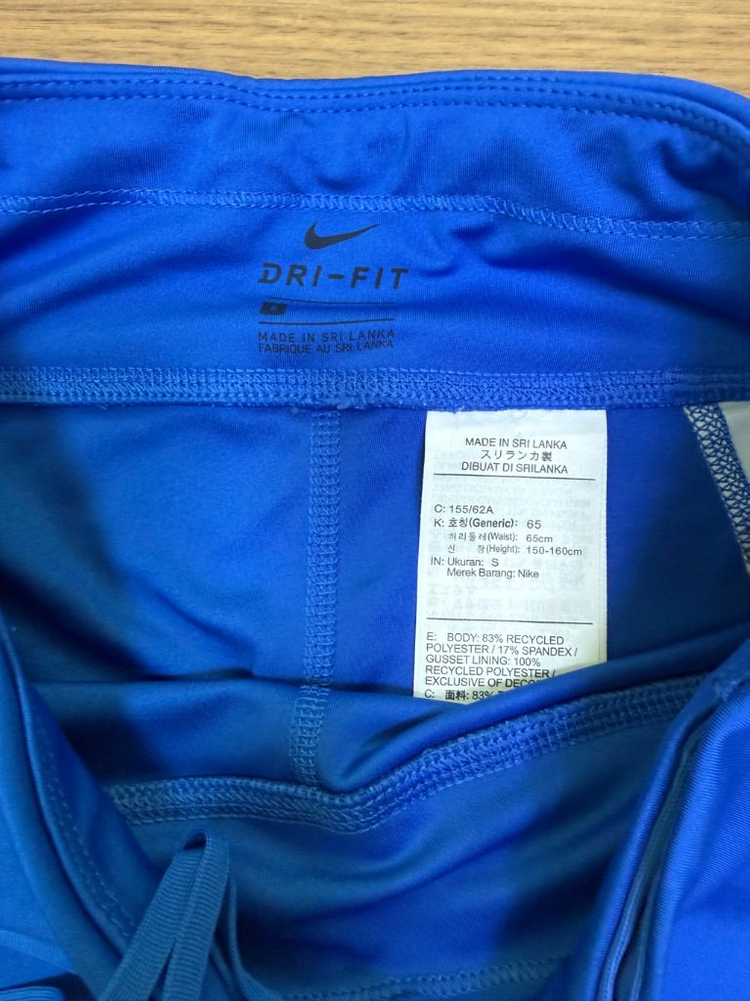 DRI-FIT
MADE IN SRI LANKA
FABRIQUE AU SRI LANKA
MADE IN SRI LANKA
スリランカ製
DIBUAT DI SRILANKA
C: 155/62A
K: 호칭(Generic): 65
허리둘레(Waist): 65cm
신 장(Height): 150-160cm
IN: Ukuran: S
Merek Barang: Nike
E: BODY: 83% RECYCLED
POLYESTER / 17% SPANDEX /
GUSSET LINING: 100%
RECYCLED POLYESTER /
EXCLUSIVE OF
C: 面料: 83%